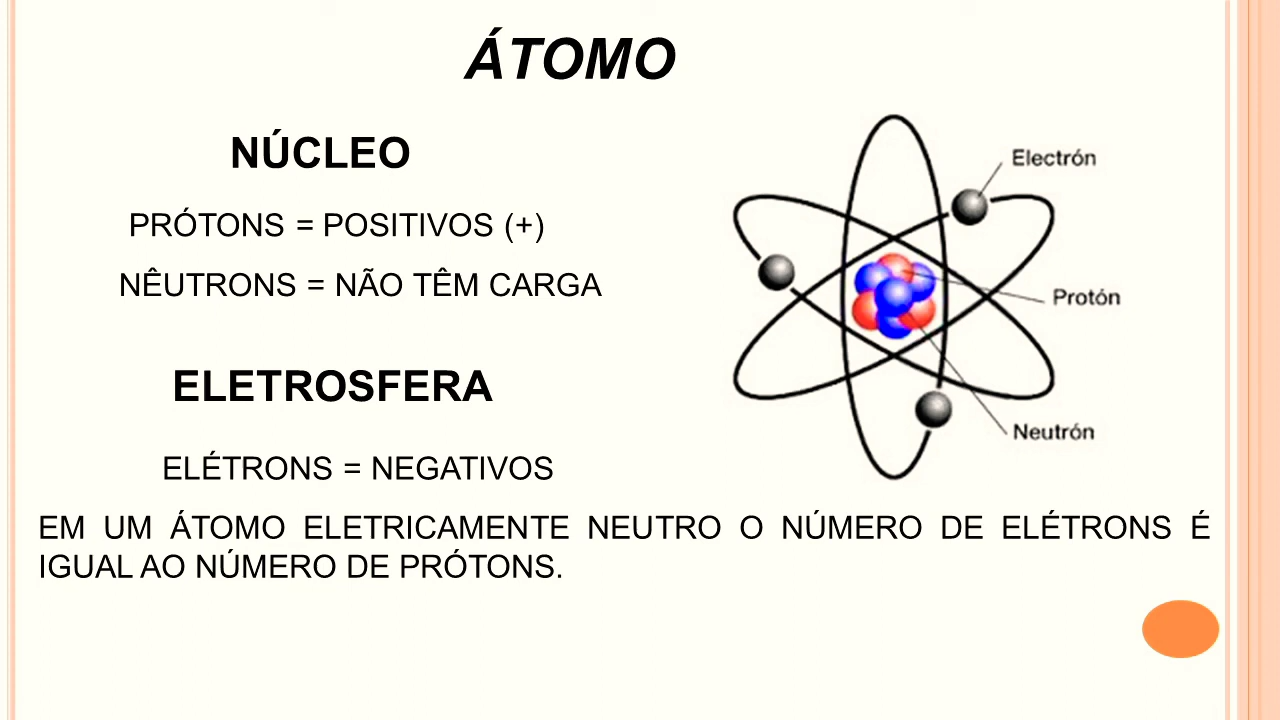 ÁTOMO
NÚCLEO
PRÓTONS = POSITIVOS (+)
NÊUTRONS = NÃO TÊM CARGA
ELETROSFERA
ELÉTRONS = NEGATIVOS
EM UM ÁTOMO ELETRICAMENTE NEUTRO O NÚMERO DE ELÉTRONS É
IGUAL AO NÚMERO DE PRÓTONS.
Electrón
Protón
Neutrón